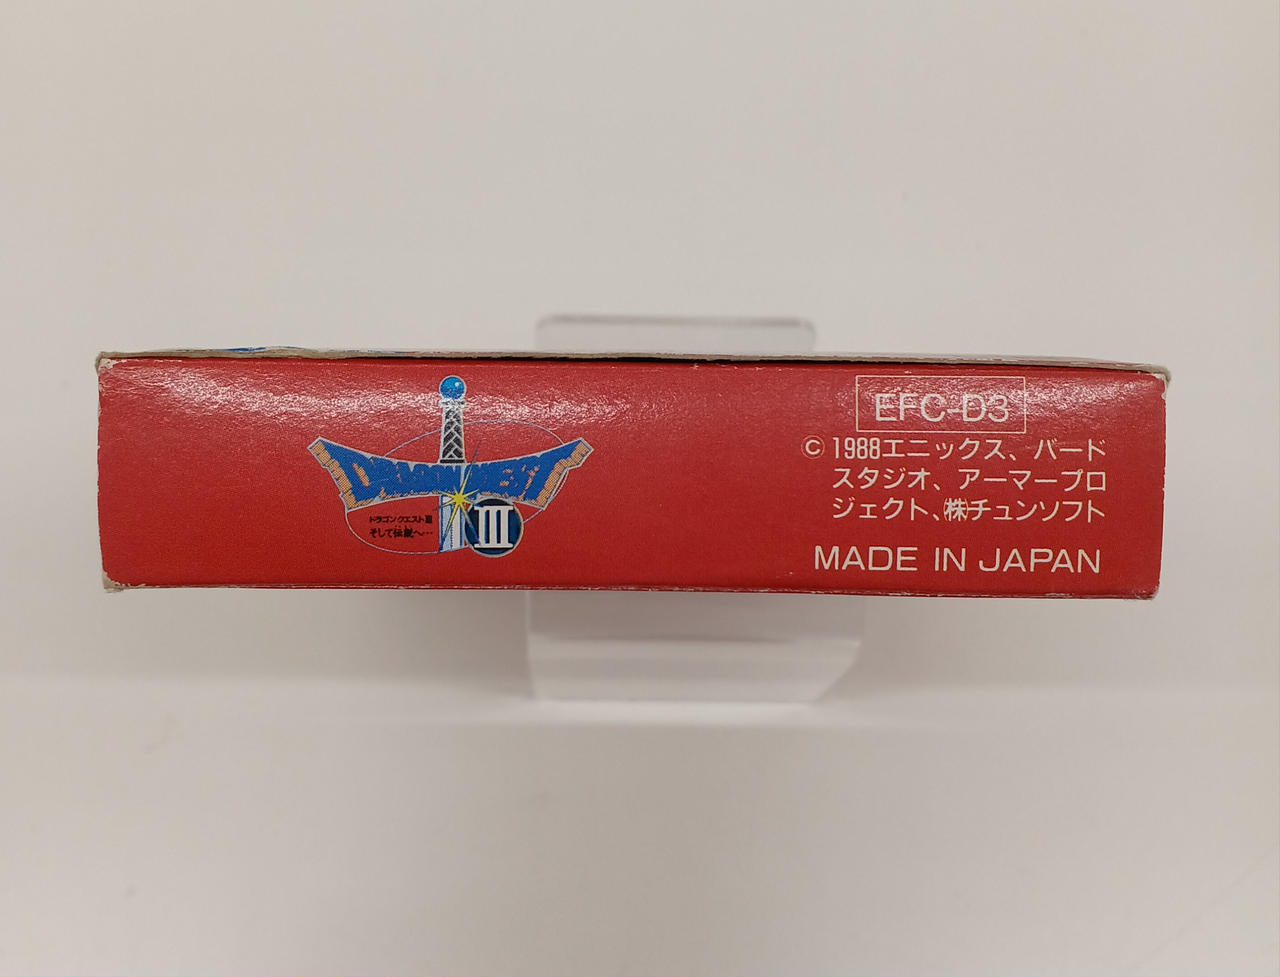 DRAGON QUEST
ドラゴンクエストIII
そして伝説へ…
III
EFC-D3
© 1988エニックス、バード
スタジオ、アーマープロ
ジェクト、㈱チュンソフト
MADE IN JAPAN